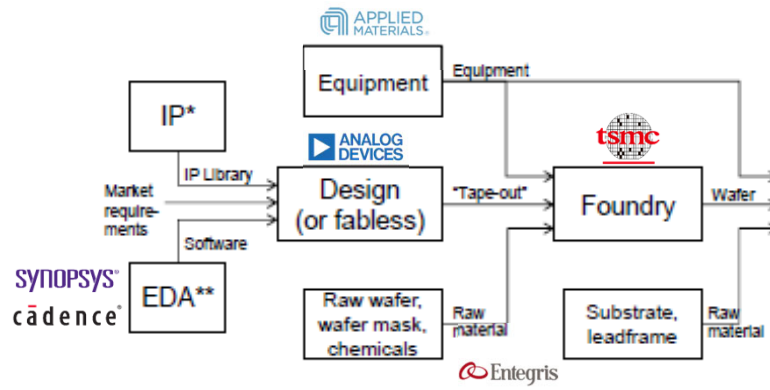 APPLIED
MATERIALS®
Equipment
Equipment
IP*
ANALOG
DEVICES
tsmc
IP Library
Market
require-
ments
Design
(or fabless)
"Tape-out"
Foundry
Wafer
Software
SYNOPSYS®
cādence®
EDA**
Raw wafer,
wafer mask,
chemicals
Raw
material
Substrate,
leadframe
Raw
material
Entegris